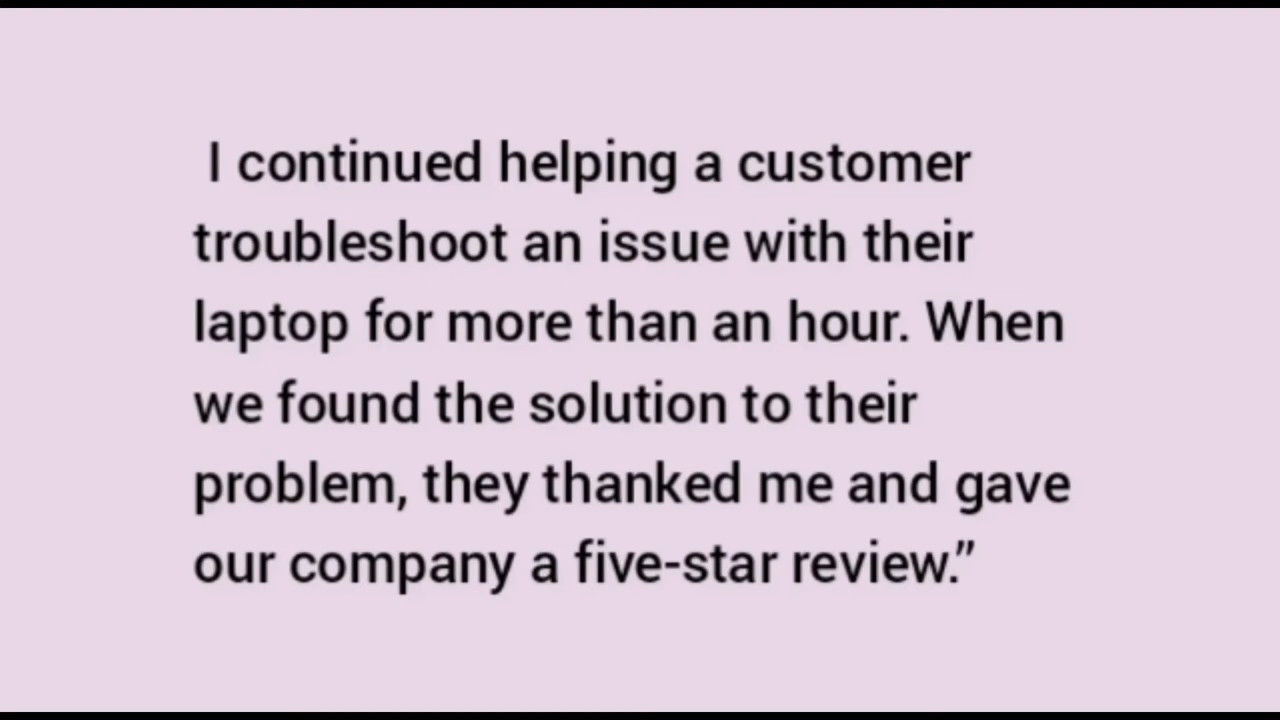 I continued helping a customer
troubleshoot an issue with their
laptop for more than an hour. When
we found the solution to their
problem, they thanked me and gave
our company a five-star review.”